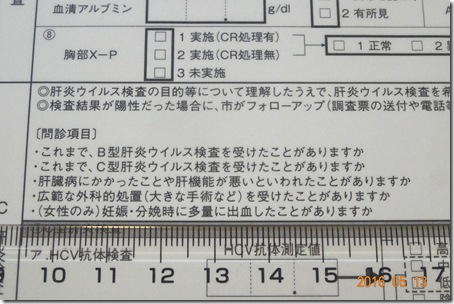 血清アルブミン g/dl 2 有所見
⑧
胸部X−P
□ 1 実施(CR処理有) □ 1 正常 □ 2
□ 2 実施(CR処理無)
□ 3 未実施
◎肝炎ウイルス検査の目的等について理解したうえで、肝炎ウイルス検査を希
◎検査結果が陽性だった場合に、市がフォローアップ(調査票の送付や電話等
〔問診項目〕
・これまで、B型肝炎ウイルス検査を受けたことがありますか
・これまで、C型肝炎ウイルス検査を受けたことがありますか
・肝臓病にかかったことや肝機能が悪いといわれたことがありますか
・広範な外科的処置(大きな手術など)を受けたことがありますか
・(女性のみ)妊娠・分娩時に多量に出血したことがありますか
ア.HCV抗体検査 HCV抗体測定値 □ 高
10 11 12 13 14 15 16 17
2016 06 13